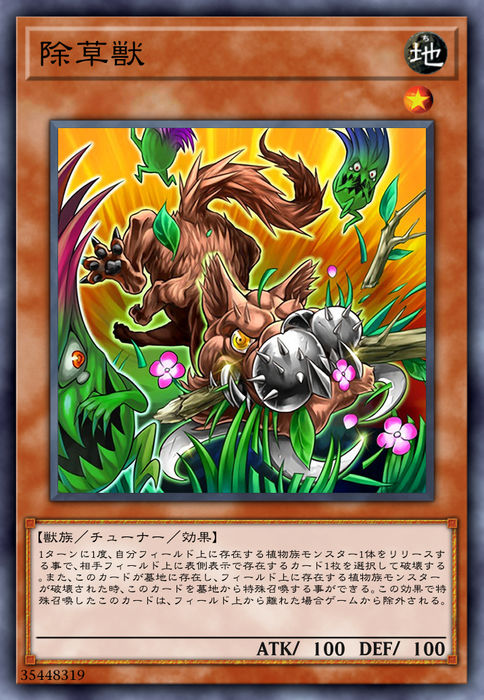 除草獣
ち
地
【獣族／チューナー／効果】
1ターンに1度、自分フィールド上に存在する植物族モンスター1体をリリースす
る事で、相手フィールド上に表側表示で存在するカード1枚を選択して破壊する
。また、このカードが墓地に存在し、フィールド上に存在する植物族モンスター
が破壊された時、このカードを墓地から特殊召喚する事ができる。この効果で特
殊召喚したこのカードは、フィールド上から離れた場合ゲームから除外される。
ATK/ 100 DEF/ 100
35448319